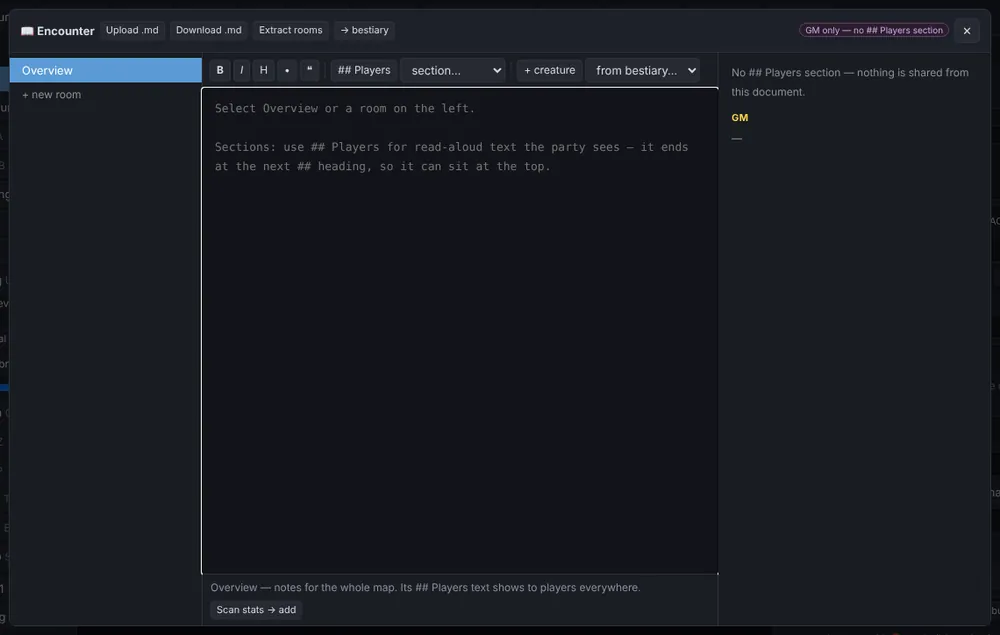 📖 Encounter
Upload .md
Download .md
Extract rooms
→ bestiary
GM only — no ## Players section
×
Overview
+ new room
B
I
H
•
❝
## Players
section...
+ creature
from bestiary...
Select Overview or a room on the left.
Sections: use ## Players for read-aloud text the party sees — it ends
at the next ## heading, so it can sit at the top.
No ## Players section — nothing is shared from
this document.
GM
—
Overview — notes for the whole map. Its ## Players text shows to players everywhere.
Scan stats → add